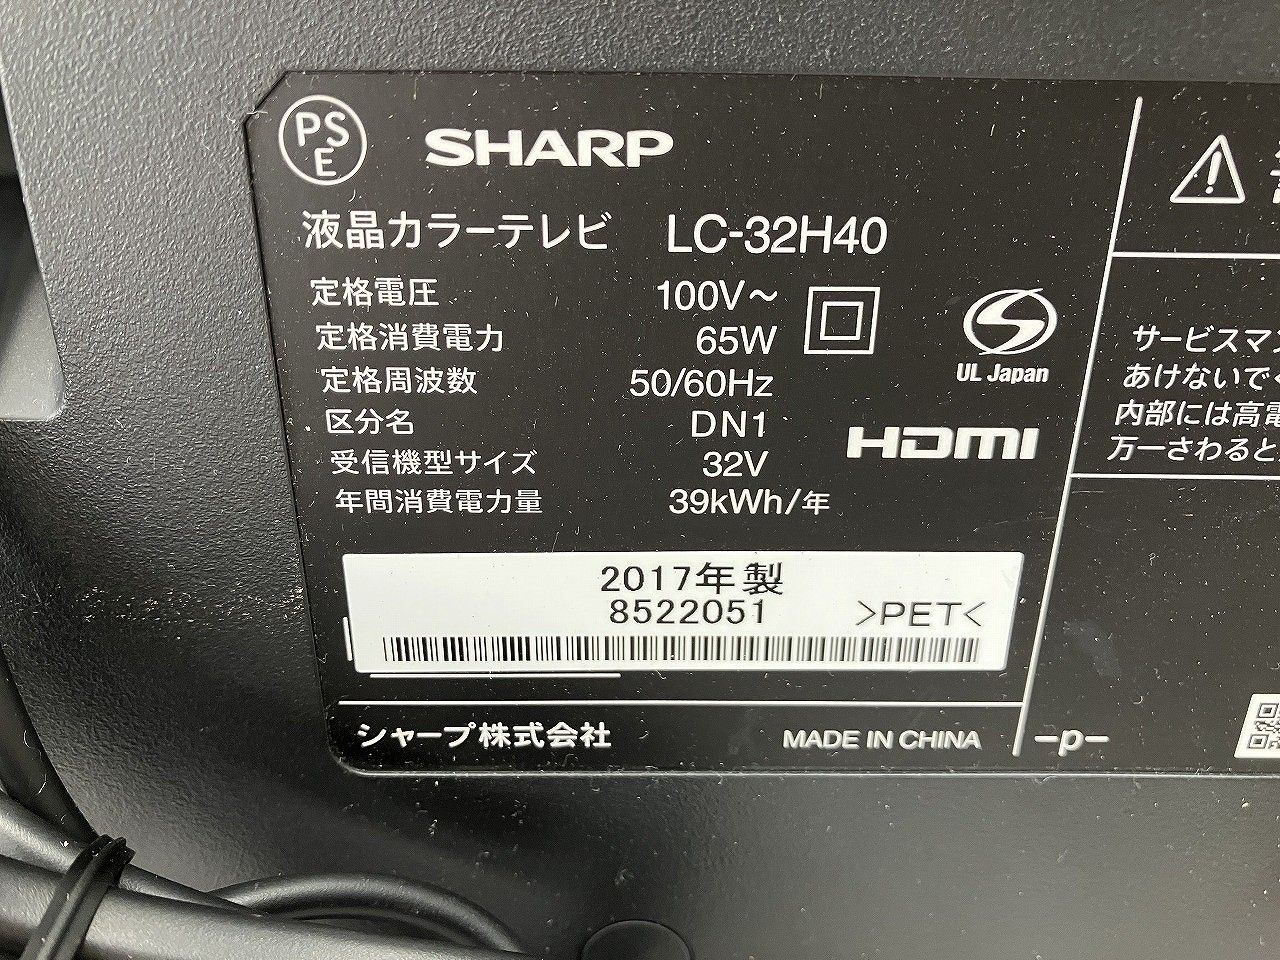 PSE
SHARP
液晶カラーテレビ LC-32H40
定格電圧 100V～
定格消費電力 65W
定格周波数 50/60Hz
区分名 DN1
受信機型サイズ 32V
年間消費電力量 39kWh/年
UL Japan
HDMI
2017年製
8522051 >PET<
シャープ株式会社 MADE IN CHINA
-p-
サービスマン
あけないで
内部には高電
万一さわると